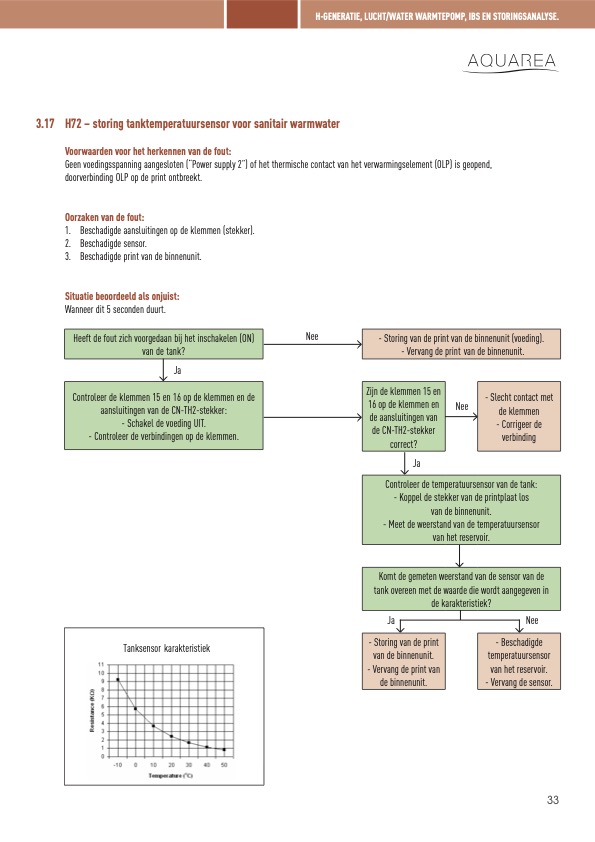 H-GENERATIE, LUCHT/WATER WARMTEPOMP, IBS EN STORINGSANALYSE.
AQUAREA
3.17 H72 – storing tanktemperatuursensor voor sanitair warmwater
Voorwaarden voor het herkennen van de fout:
Geen voedingsspanning aangesloten (“Power supply 2”) of het thermische contact van het verwarmingselement (OLP) is geopend,
doorverbinding OLP op de print ontbreekt.
Oorzaken van de fout:
1. Beschadigde aansluitingen op de klemmen (stekker).
2. Beschadigde sensor.
3. Beschadigde print van de binnenunit.
Situatie beoordeeld als onjuist:
Wanneer dit 5 seconden duurt.
Heeft de fout zich voorgedaan bij het inschakelen (ON)
van de tank?
Nee
- Storing van de print van de binnenunit (voeding).
- Vervang de print van de binnenunit.
Ja
Controleer de klemmen 15 en 16 op de klemmen en de
aansluitingen van de CN-TH2-stekker:
- Schakel de voeding UIT.
- Controleer de verbindingen op de klemmen.
Zijn de klemmen 15 en
16 op de klemmen en
de aansluitingen van
de CN-TH2-stekker
correct?
Nee
- Slecht contact met
de klemmen
- Corrigeer de
verbinding
Ja
Controleer de temperatuursensor van de tank:
- Koppel de stekker van de printplaat los
van de binnenunit.
- Meet de weerstand van de temperatuursensor
van het reservoir.
Komt de gemeten weerstand van de sensor van de
tank overeen met de waarde die wordt aangegeven in
de karakteristiek?
Ja
Nee
- Storing van de print
van de binnenunit.
- Vervang de print van
de binnenunit.
- Beschadigde
temperatuursensor
van het reservoir.
- Vervang de sensor.
Tanksensor karakteristiek
Resistance (KΩ)
11
10
9
8
7
6
5
4
3
2
1
0
-10 0 10 20 30 40 50
Temperature (°C)
33